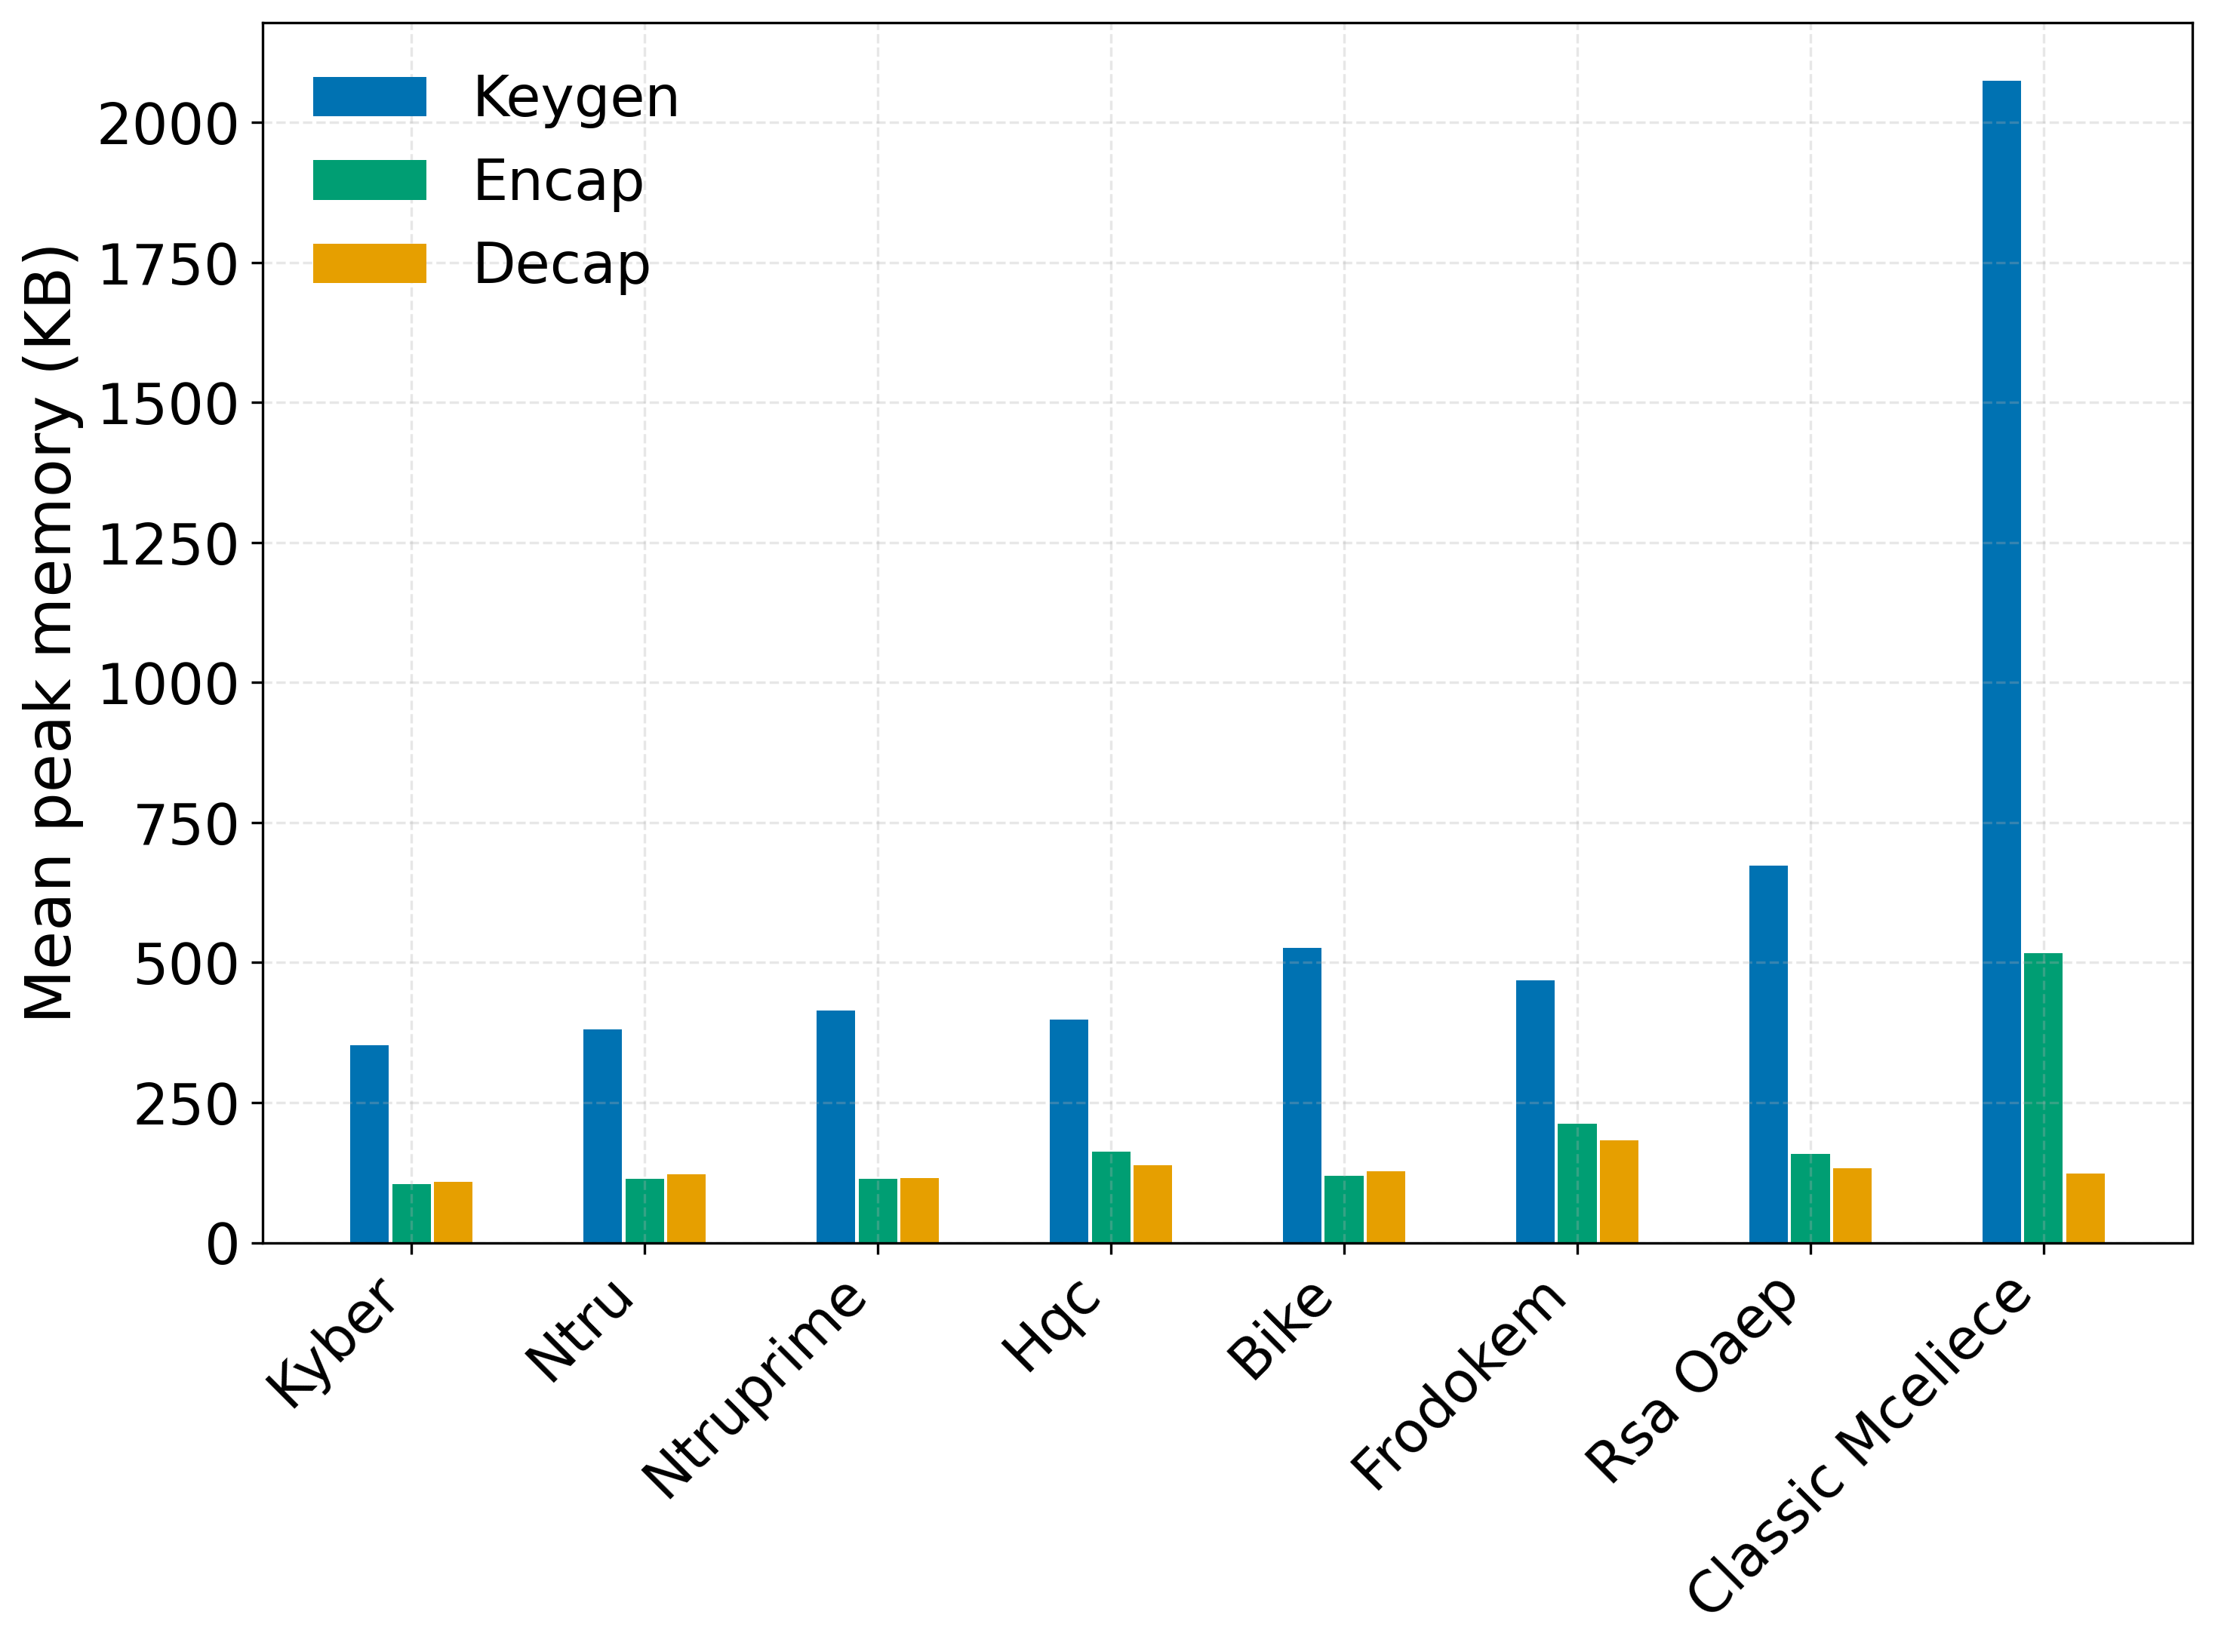 Keygen
Encap
Decap
Mean peak memory (KB)
2000
1750
1500
1250
1000
750
500
250
0
Kyber
Ntru
Ntruprime
Hqc
Bike
Frodokem
Rsa Oaep
Classic Mceliece